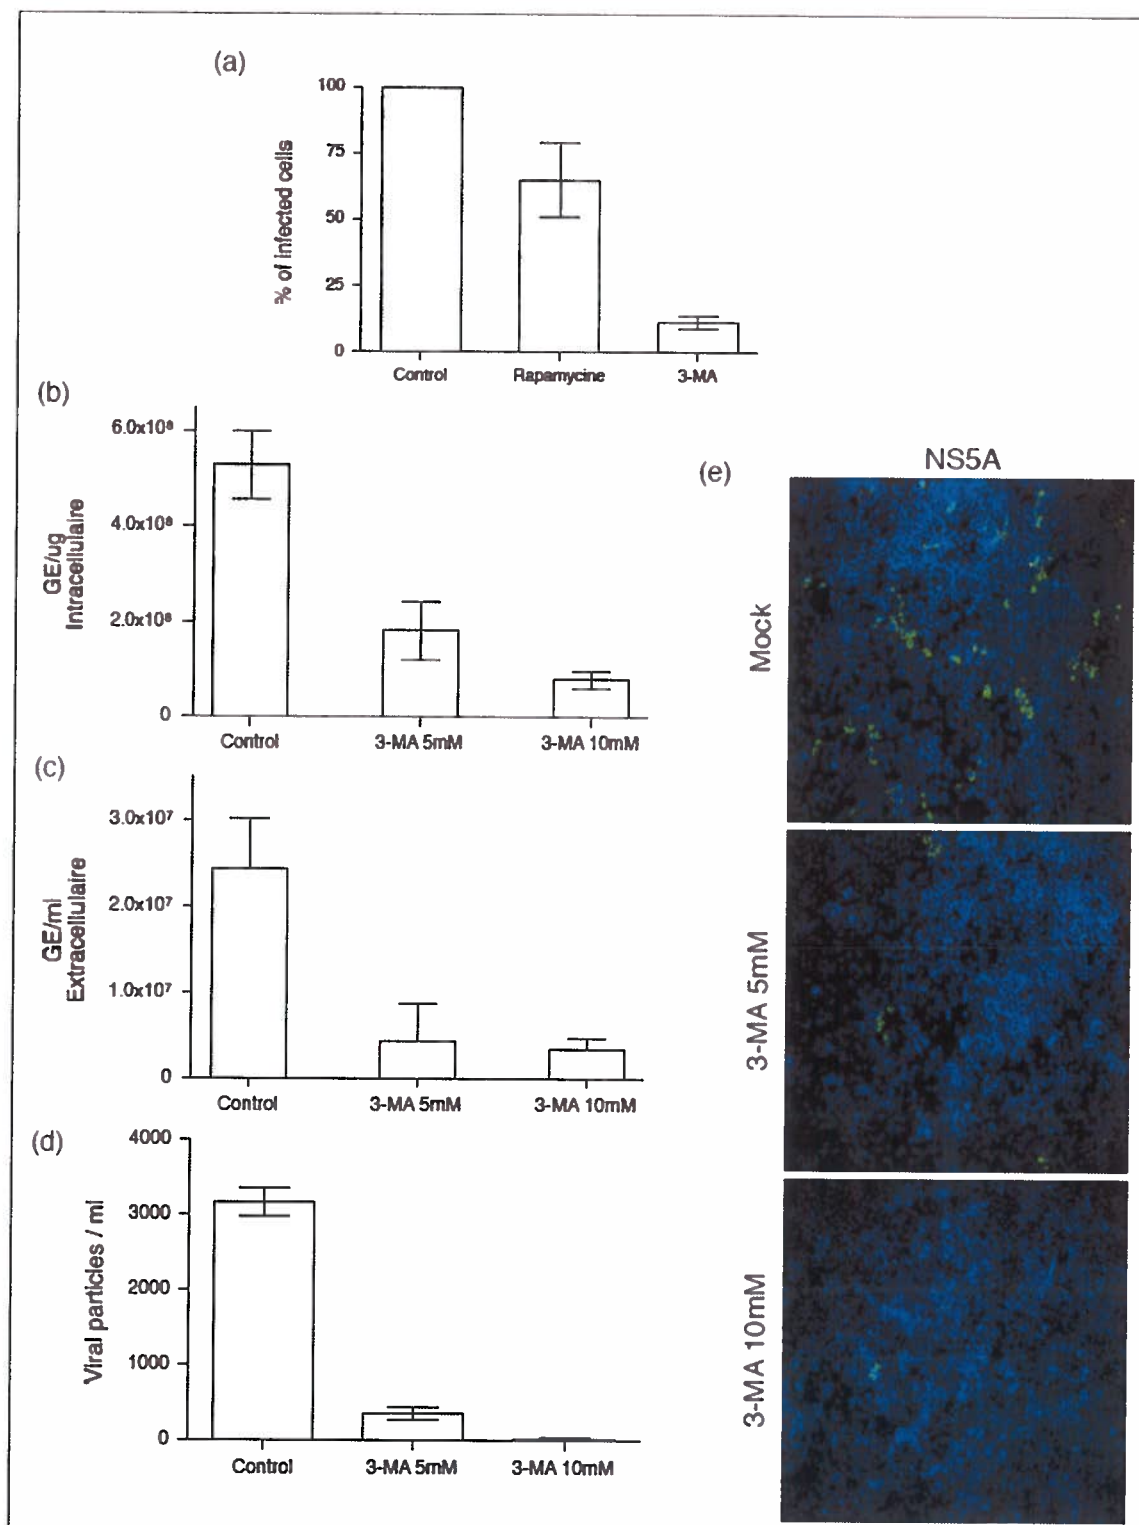 (a)
% of infected cells
100
75
50
25
0
Control Rapamycine 3-MA
(b)
GE/ug
Intracellulaire
6.0x10⁸
4.0x10⁸
2.0x10⁸
0
Control 3-MA 5mM 3-MA 10mM
(c)
GE/ml
Extracellulaire
3.0x10⁷
2.0x10⁷
1.0x10⁷
0
Control 3-MA 5mM 3-MA 10mM
(d)
Viral particles / ml
4000
3000
2000
1000
0
Control 3-MA 5mM 3-MA 10mM
(e)
NS5A
Mock
3-MA 5mM
3-MA 10mM